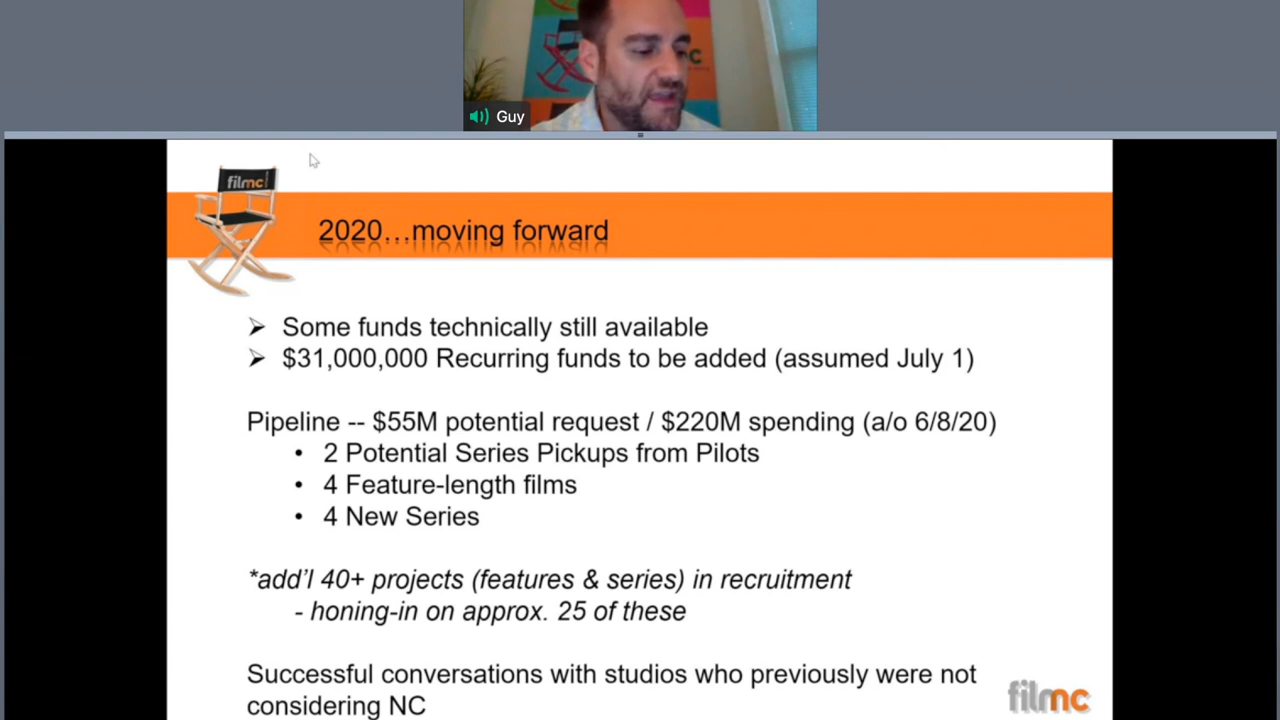 nc
Guy
filmnc
2020...moving forward
➢ Some funds technically still available
➢ $31,000,000 Recurring funds to be added (assumed July 1)
Pipeline -- $55M potential request / $220M spending (a/o 6/8/20)
• 2 Potential Series Pickups from Pilots
• 4 Feature-length films
• 4 New Series
*add'l 40+ projects (features & series) in recruitment
- honing-in on approx. 25 of these
Successful conversations with studios who previously were not
considering NC
filmnc